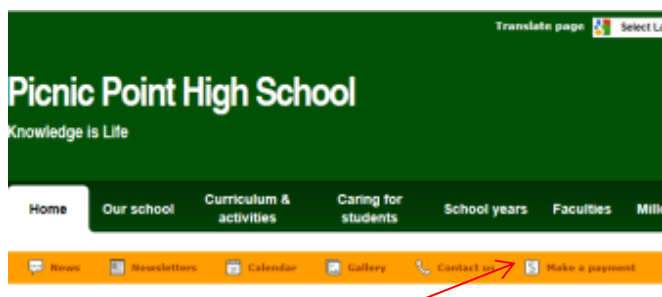 Translate page Select La
Picnic Point High School
Knowledge is Life
Home Our school Curriculum & activities Caring for students School years Faculties Mill
News Newsletters Calendar Gallery Contact us Make a payment